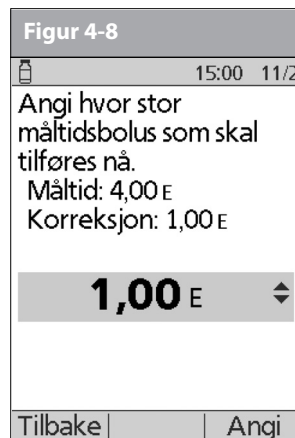 Figur 4-8
15:00 11/2
Angi hvor stor
måltidsbolus som skal
tilføres nå.
Måltid: 4,00 E
Korreksjon: 1,00 E
1,00 E
Tilbake Angi